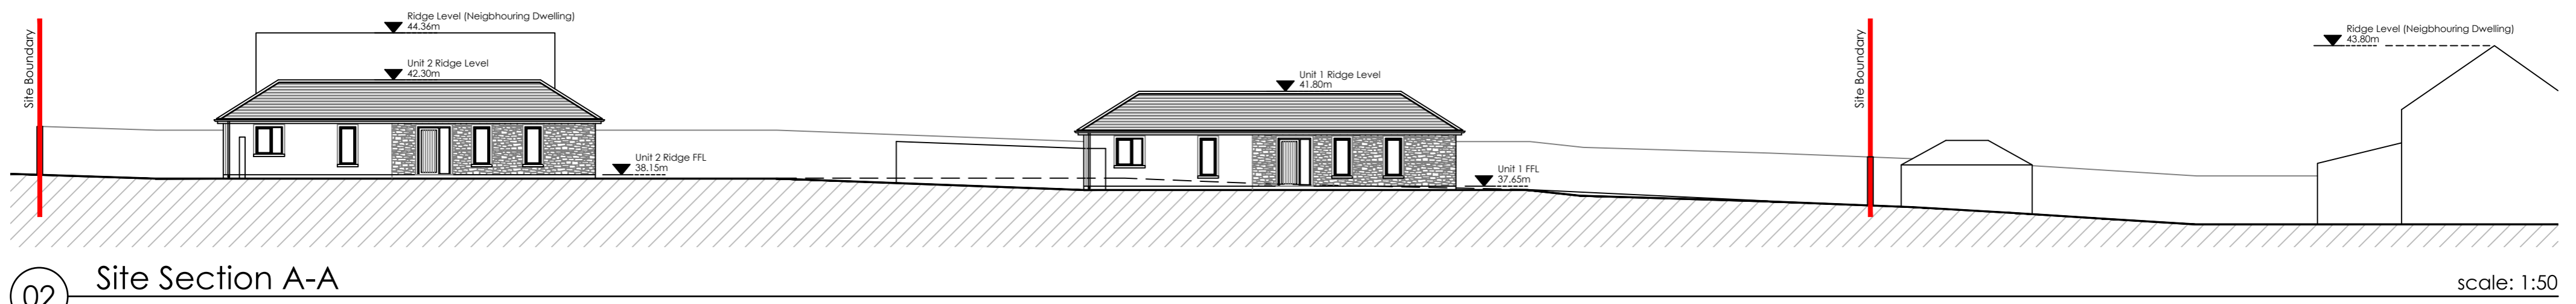 Site Boundary
Ridge Level (Neigbhouring Dwelling)
44.36m
Unit 2 Ridge Level
42.30m
Unit 2 Ridge FFL
38.15m
Unit 1 Ridge Level
41.80m
Unit 1 FFL
37.65m
Site Boundary
Ridge Level (Neigbhouring Dwelling)
43.80m
02
Site Section A-A
scale: 1:50